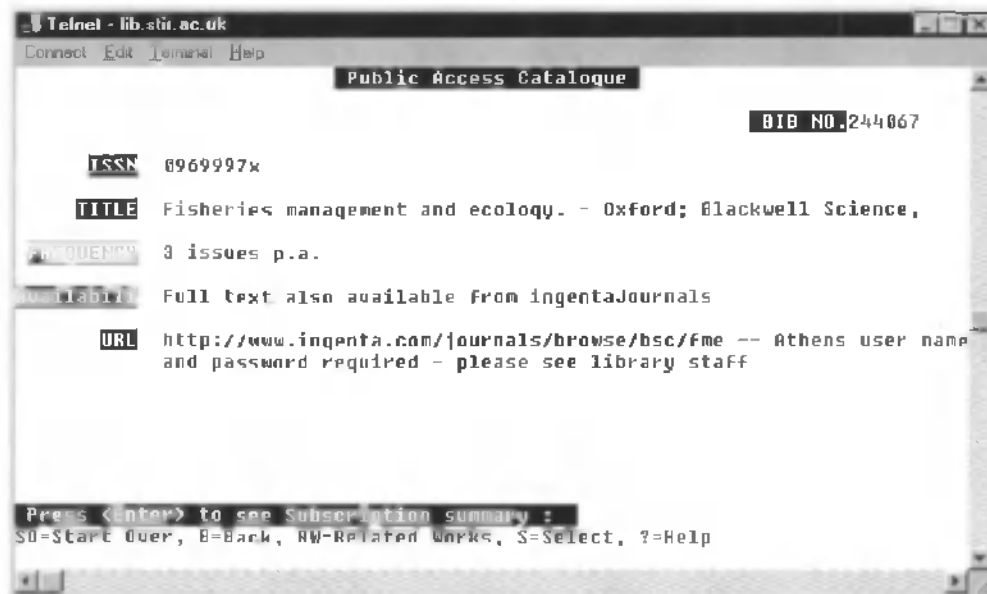 Telnet - lib.stir.ac.uk
Connect Edit Terminal Help
Public Access Catalogue
BIB NO. 244067
ISSN 0969997x
TITLE Fisheries management and ecology. - Oxford: Blackwell Science,
FREQUENCY 3 issues p.a.
Availabili Full text also available from ingentaJournals
URL http://www.ingenta.com/journals/browse/bsc/fme -- Athens user name
and password required - please see library staff
Press <Enter> to see Subscription summary :
SO=Start Over, B=Back, RW=Related Works, S=Select, ?=Help